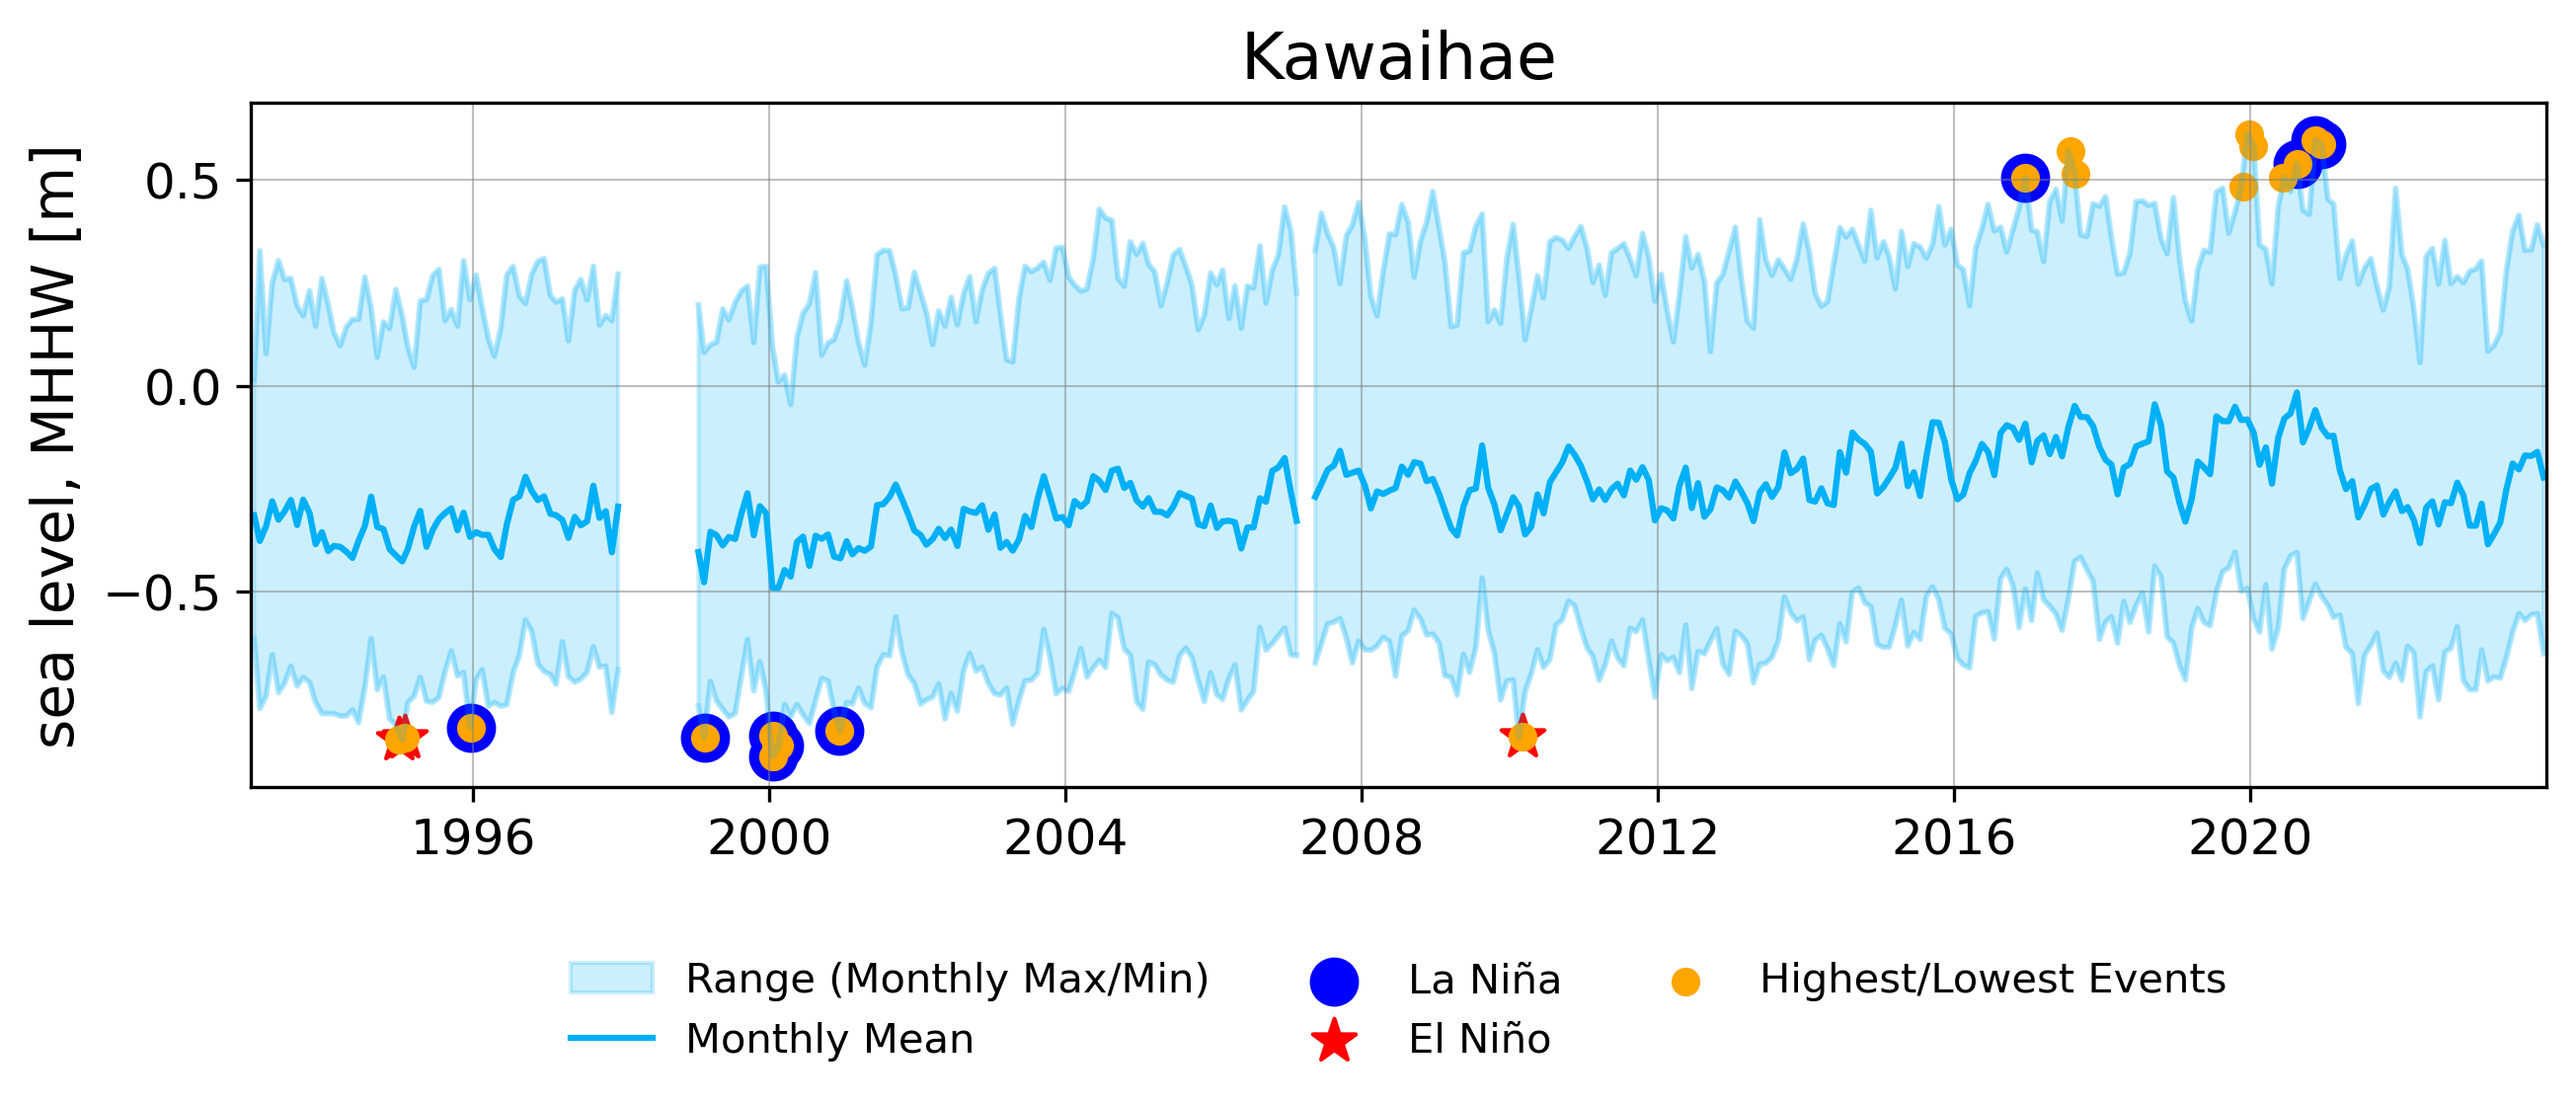 Kawaihae
sea level, MHHW [m]
0.5
0.0
−0.5
1996 2000 2004 2008 2012 2016 2020
Range (Monthly Max/Min) La Niña Highest/Lowest Events
Monthly Mean El Niño